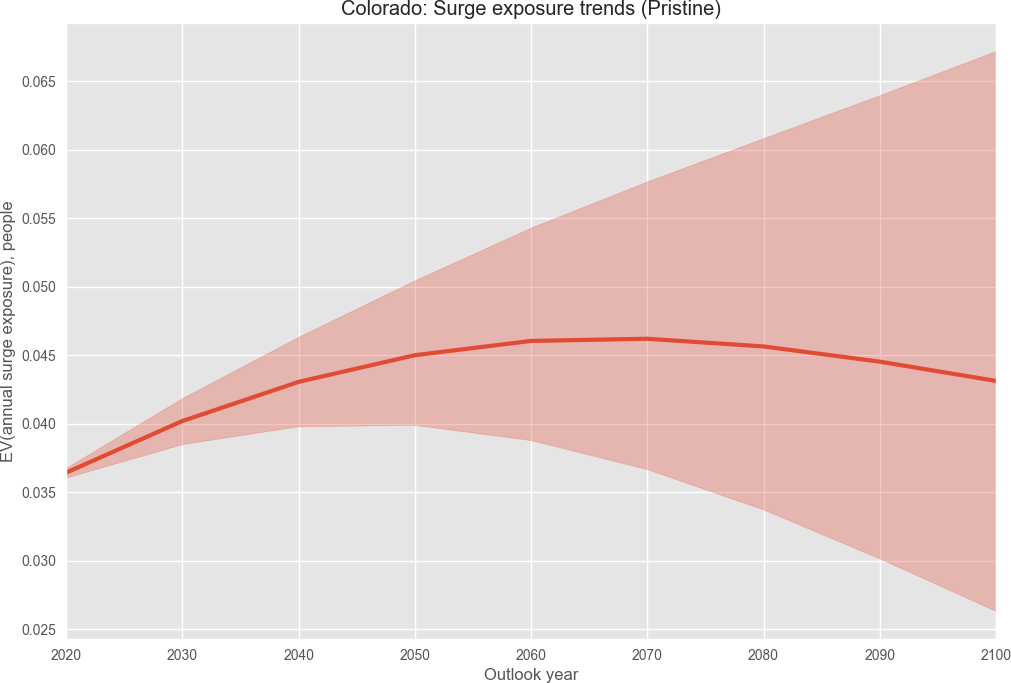 Colorado: Surge exposure trends (Pristine)
EV(annual surge exposure), people
0.065
0.060
0.055
0.050
0.045
0.040
0.035
0.030
0.025
2020 2030 2040 2050 2060 2070 2080 2090 2100
Outlook year